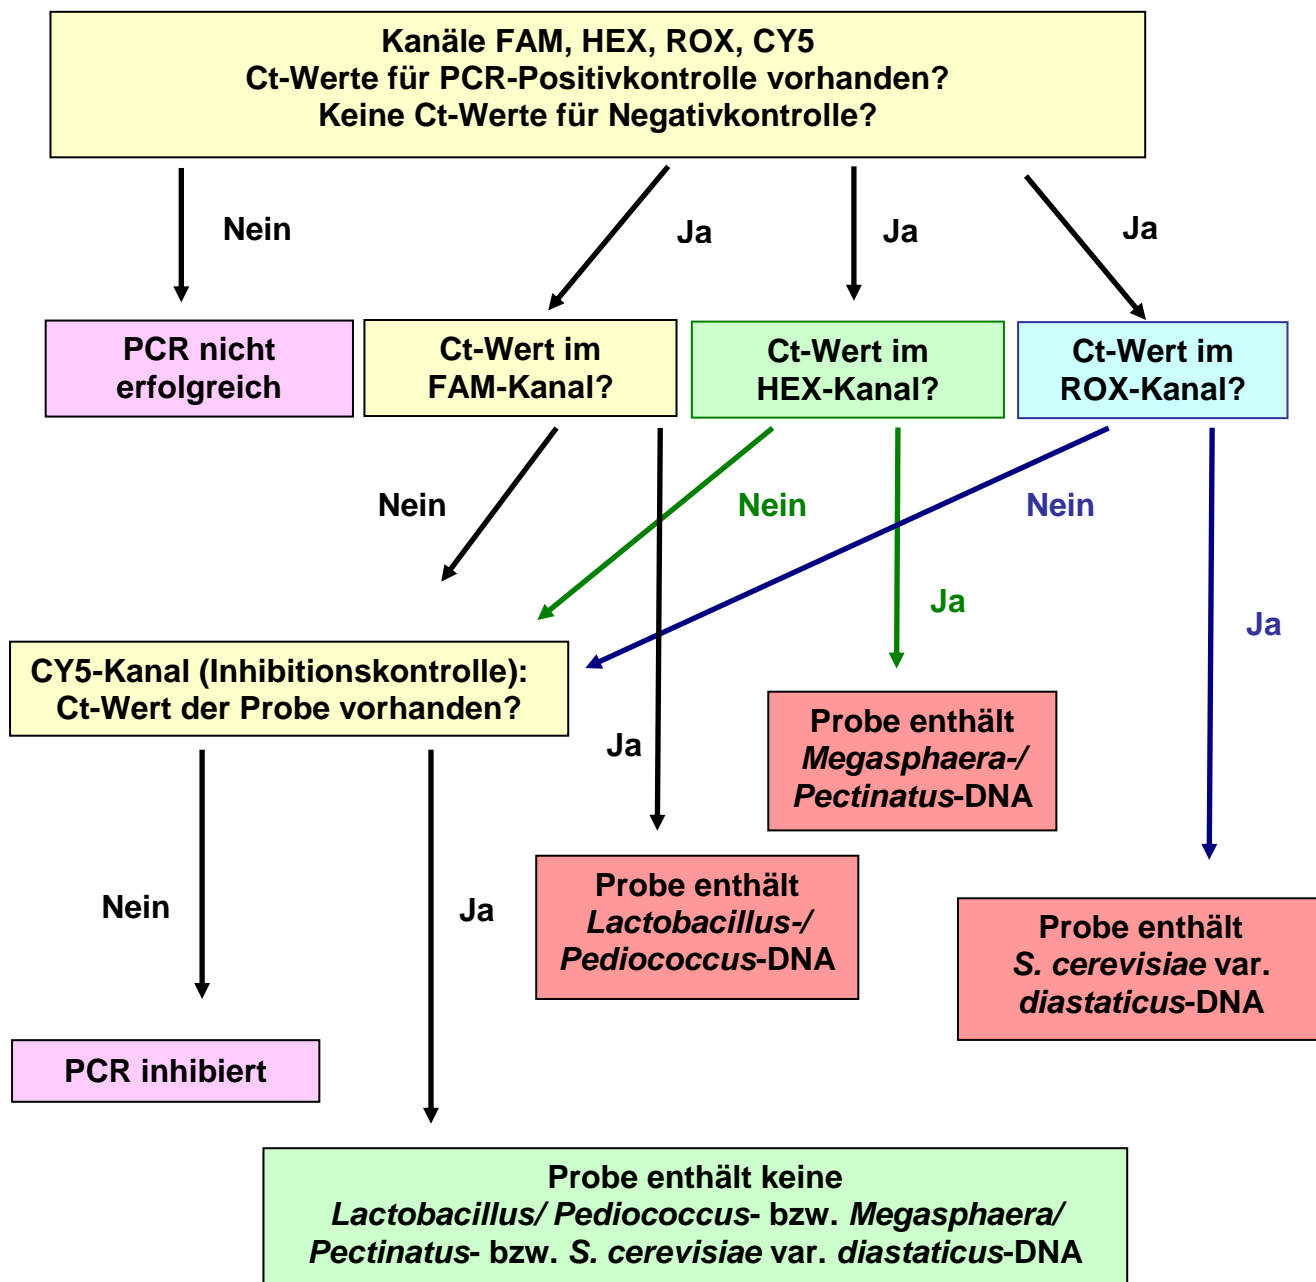 Kanäle FAM, HEX, ROX, CY5
Ct-Werte für PCR-Positivkontrolle vorhanden?
Keine Ct-Werte für Negativkontrolle?
Nein
Ja
Ja
Ja
PCR nicht
erfolgreich
Ct-Wert im
FAM-Kanal?
Ct-Wert im
HEX-Kanal?
Ct-Wert im
ROX-Kanal?
Nein
Nein
Nein
Ja
Ja
CY5-Kanal (Inhibitionskontrolle):
Ct-Wert der Probe vorhanden?
Ja
Probe enthält
Megasphaera-/
Pectinatus-DNA
Probe enthält
Lactobacillus-/
Pediococcus-DNA
Probe enthält
S. cerevisiae var.
diastaticus-DNA
Nein
Ja
PCR inhibiert
Probe enthält keine
Lactobacillus/ Pediococcus- bzw. Megasphaera/
Pectinatus- bzw. S. cerevisiae var. diastaticus-DNA